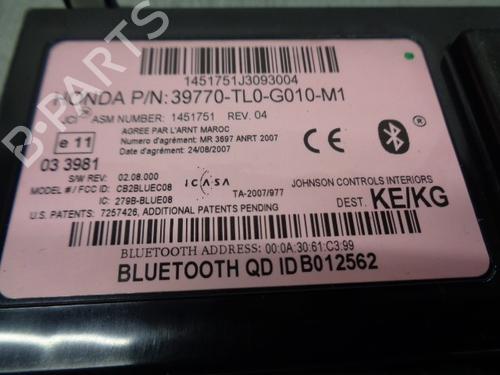 1451751J3093004
HONDA P/N: 39770-TL0-G010-M1
JCI ASM NUMBER: 1451751 REV. 04
e 11
03 3981
AGREE PAR L'ARNT MAROC
Numero d'agrément: MR 3697 ANRT 2007
Date d'agrément: 24/08/2007
S/W REV: 02.08.000
MODEL # / FCC ID: CB2BLUEC08
IC: 279B-BLUE08
ICASA
TA-2007/977
JOHNSON CONTROLS INTERIORS
DEST. KE/KG
U.S. PATENTS: 7257426, ADDITIONAL PATENTS PENDING
BLUETOOTH ADDRESS: 00:0A:30:61:C3:99
BLUETOOTH QD ID B012562
B-PARTS